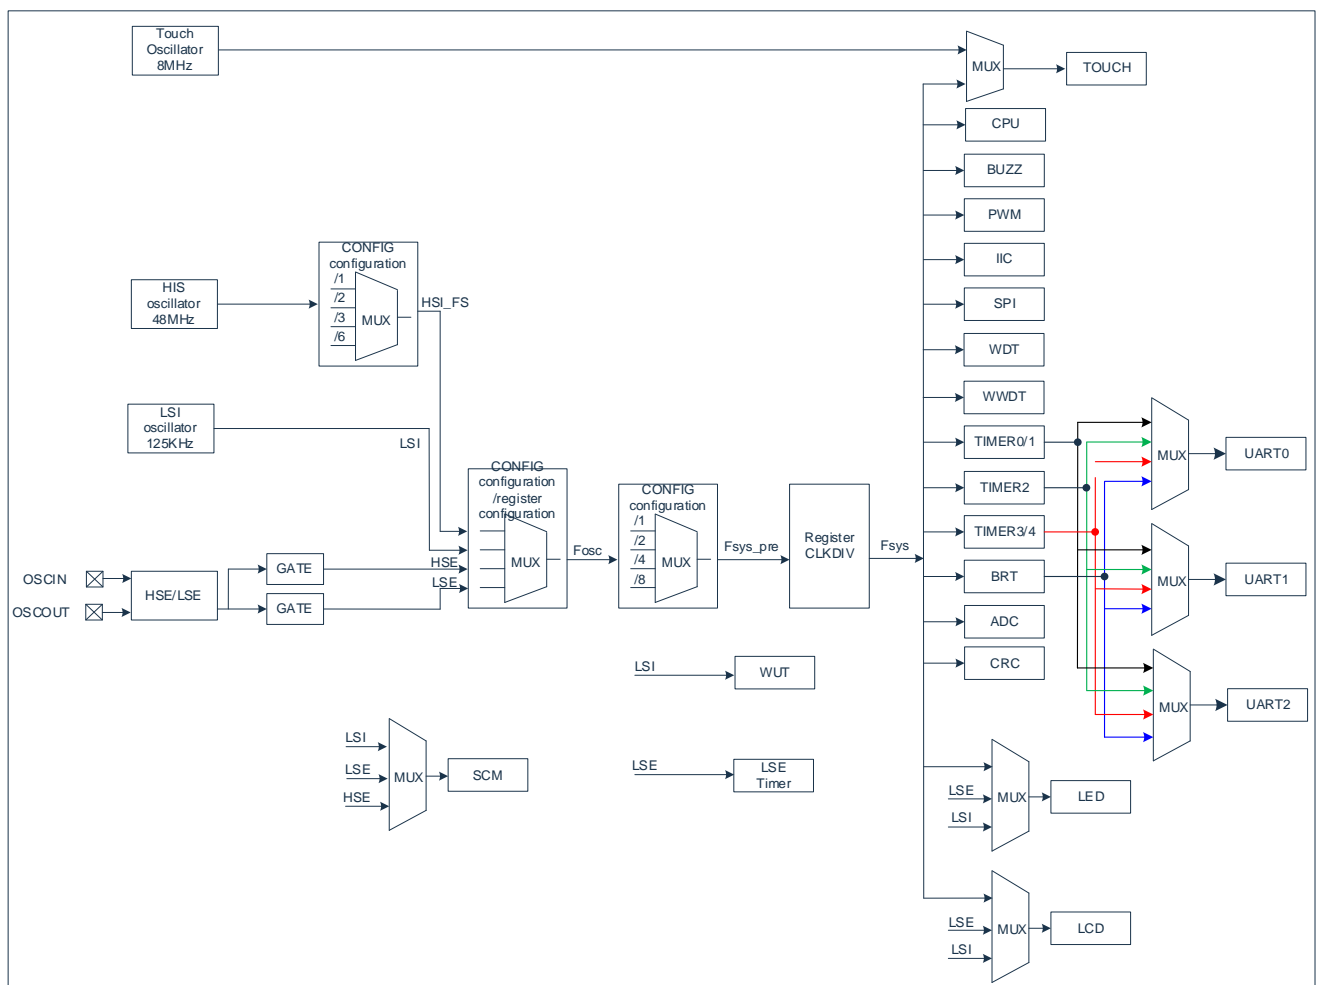 Touch
Oscillator
8MHz
MUX
TOUCH
CPU
BUZZ
PWM
IIC
SPI
WDT
WWDT
TIMER0/1
TIMER2
TIMER3/4
BRT
ADC
CRC
CONFIG
configuration
/1
/2
/3
/6
MUX
HSI_FS
HIS
oscillator
48MHz
LSI
oscillator
125KHz
LSI
CONFIG
configuration
/register
configuration
MUX
HSE
LSE
Fosc
CONFIG
configuration
/1
/2
/4
/8
MUX
Fsys_pre
Register
CLKDIV
Fsys
OSCIN
OSCOUT
HSE/LSE
GATE
GATE
MUX
UART0
MUX
UART1
MUX
UART2
LSI
WUT
LSE
LSE
Timer
LSI
LSE
HSE
MUX
SCM
LSE
LSI
MUX
LED
LSE
LSI
MUX
LCD